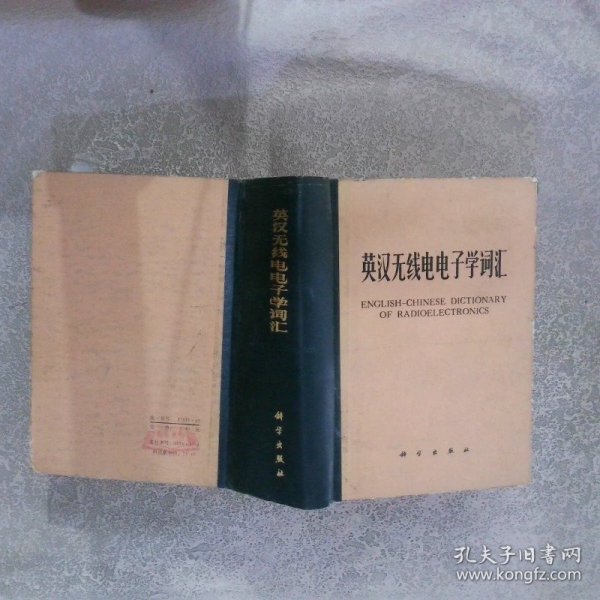 英汉无线电电子学词汇
ENGLISH-CHINESE DICTIONARY
OF RADIOELECTRONICS
科学出版社
英汉无线电电子学词汇
科学出版社
孔夫子旧书网
www.kongfz.com